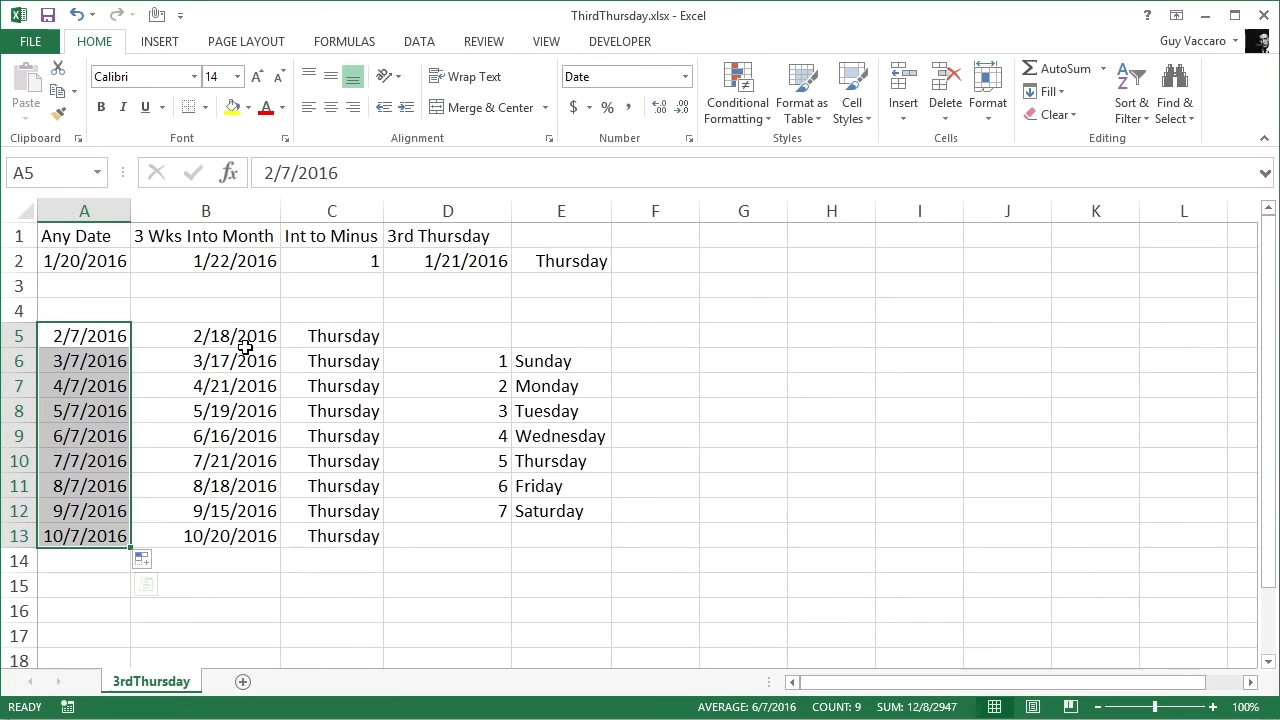 ThirdThursday.xlsx - Excel
FILE HOME INSERT PAGE LAYOUT FORMULAS DATA REVIEW VIEW DEVELOPER Guy Vaccaro
Paste Calibri 14 A A Wrap Text Date Conditional Formatting Format as Table Cell Styles Insert Delete Format AutoSum Sort & Filter Find & Select
B I U A Merge & Center $ % , Fill
Clear
Clipboard Font Alignment Number Styles Cells Editing
A5 fx 2/7/2016
A B C D E F G H I J K L
1 Any Date 3 Wks Into Month Int to Minus 3rd Thursday
2 1/20/2016 1/22/2016 1 1/21/2016 Thursday
3
4
5 2/7/2016 2/18/2016 Thursday
6 3/7/2016 3/17/2016 Thursday 1 Sunday
7 4/7/2016 4/21/2016 Thursday 2 Monday
8 5/7/2016 5/19/2016 Thursday 3 Tuesday
9 6/7/2016 6/16/2016 Thursday 4 Wednesday
10 7/7/2016 7/21/2016 Thursday 5 Thursday
11 8/7/2016 8/18/2016 Thursday 6 Friday
12 9/7/2016 9/15/2016 Thursday 7 Saturday
13 10/7/2016 10/20/2016 Thursday
14
15
16
17
18
3rdThursday
READY AVERAGE: 6/7/2016 COUNT: 9 SUM: 12/8/2947 100%